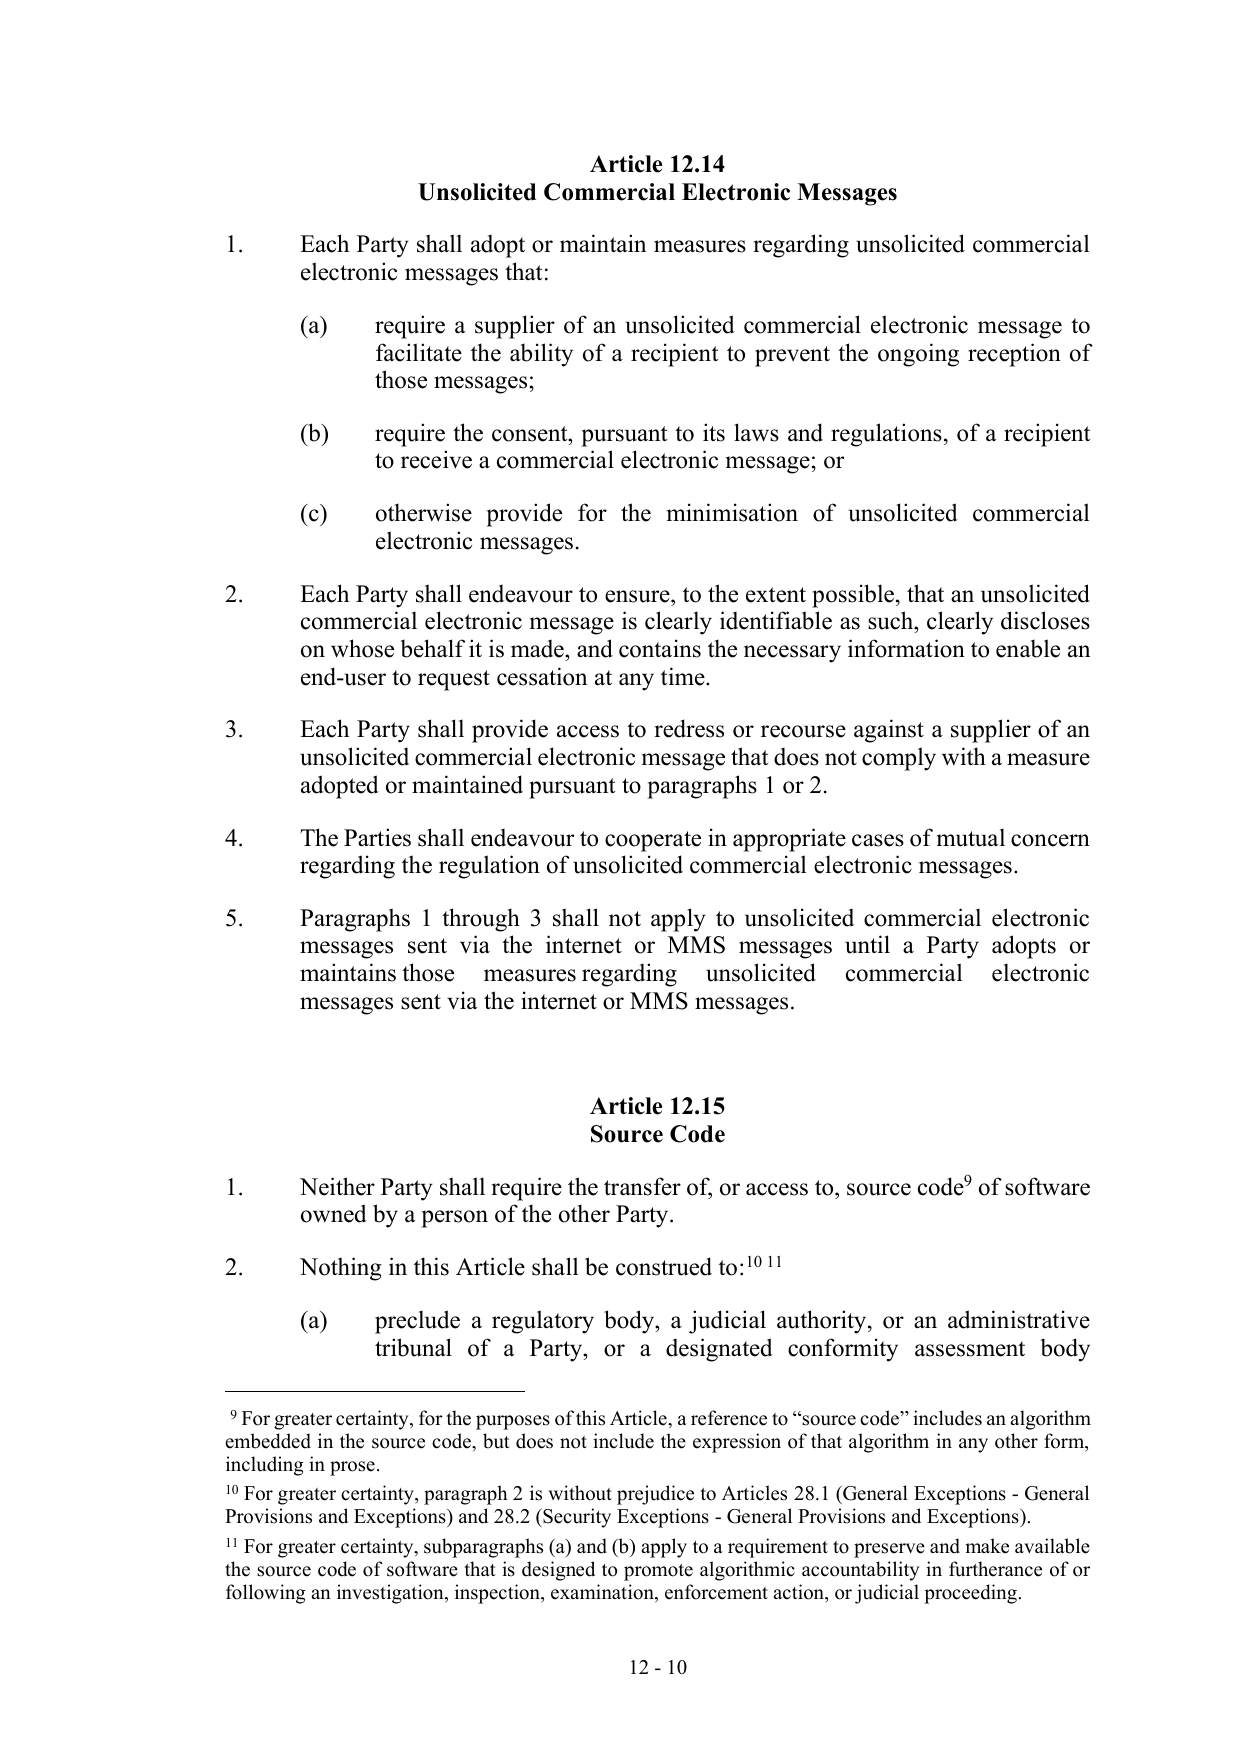 Article 12.14
Unsolicited Commercial Electronic Messages
1. Each Party shall adopt or maintain measures regarding unsolicited commercial
electronic messages that:
(a) require a supplier of an unsolicited commercial electronic message to
facilitate the ability of a recipient to prevent the ongoing reception of
those messages;
(b) require the consent, pursuant to its laws and regulations, of a recipient
to receive a commercial electronic message; or
(c) otherwise provide for the minimisation of unsolicited commercial
electronic messages.
2. Each Party shall endeavour to ensure, to the extent possible, that an unsolicited
commercial electronic message is clearly identifiable as such, clearly discloses
on whose behalf it is made, and contains the necessary information to enable an
end-user to request cessation at any time.
3. Each Party shall provide access to redress or recourse against a supplier of an
unsolicited commercial electronic message that does not comply with a measure
adopted or maintained pursuant to paragraphs 1 or 2.
4. The Parties shall endeavour to cooperate in appropriate cases of mutual concern
regarding the regulation of unsolicited commercial electronic messages.
5. Paragraphs 1 through 3 shall not apply to unsolicited commercial electronic
messages sent via the internet or MMS messages until a Party adopts or
maintains those measures regarding unsolicited commercial electronic
messages sent via the internet or MMS messages.
Article 12.15
Source Code
1. Neither Party shall require the transfer of, or access to, source code⁹ of software
owned by a person of the other Party.
2. Nothing in this Article shall be construed to:¹⁰ ¹¹
(a) preclude a regulatory body, a judicial authority, or an administrative
tribunal of a Party, or a designated conformity assessment body
⁹ For greater certainty, for the purposes of this Article, a reference to “source code” includes an algorithm
embedded in the source code, but does not include the expression of that algorithm in any other form,
including in prose.
¹⁰ For greater certainty, paragraph 2 is without prejudice to Articles 28.1 (General Exceptions - General
Provisions and Exceptions) and 28.2 (Security Exceptions - General Provisions and Exceptions).
¹¹ For greater certainty, subparagraphs (a) and (b) apply to a requirement to preserve and make available
the source code of software that is designed to promote algorithmic accountability in furtherance of or
following an investigation, inspection, examination, enforcement action, or judicial proceeding.
12 - 10